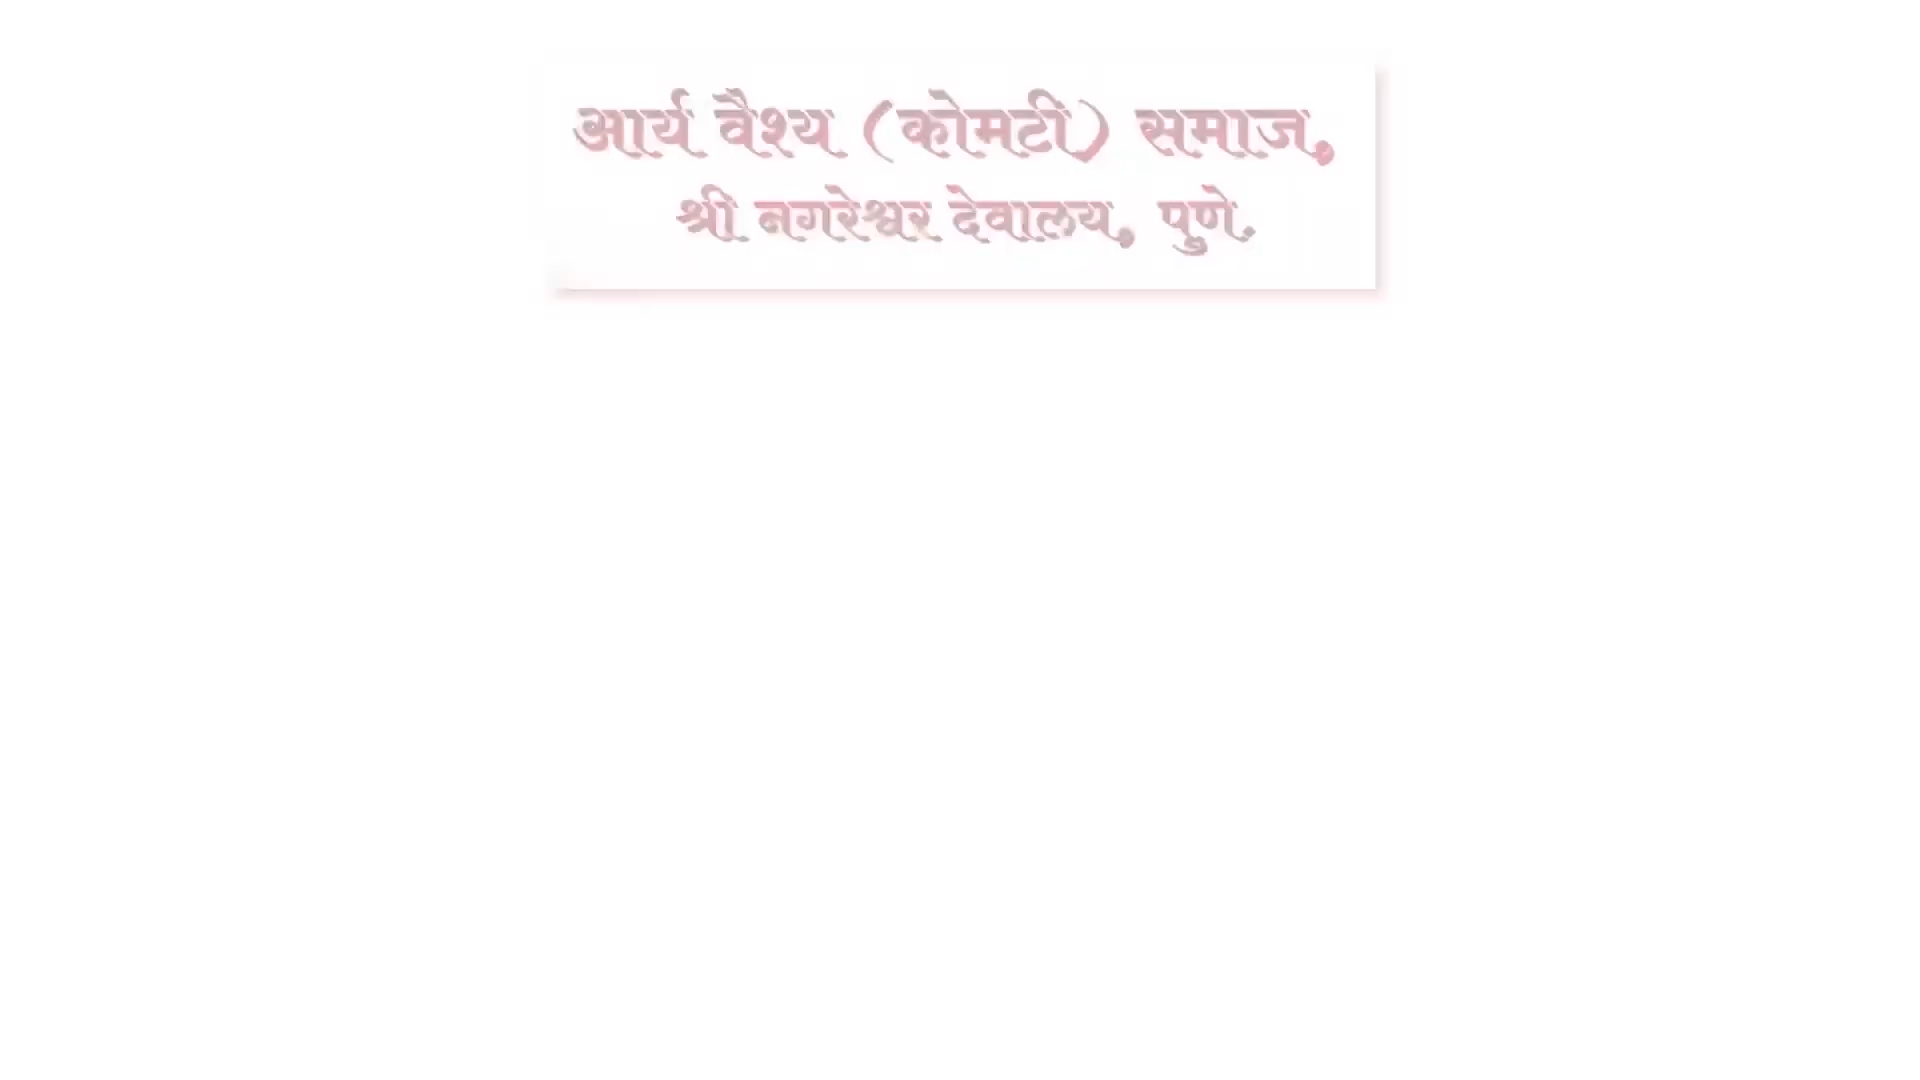 आर्य वैश्य (कोमटी) समाज,
श्री नगरेश्वर देवालय, पुणे.